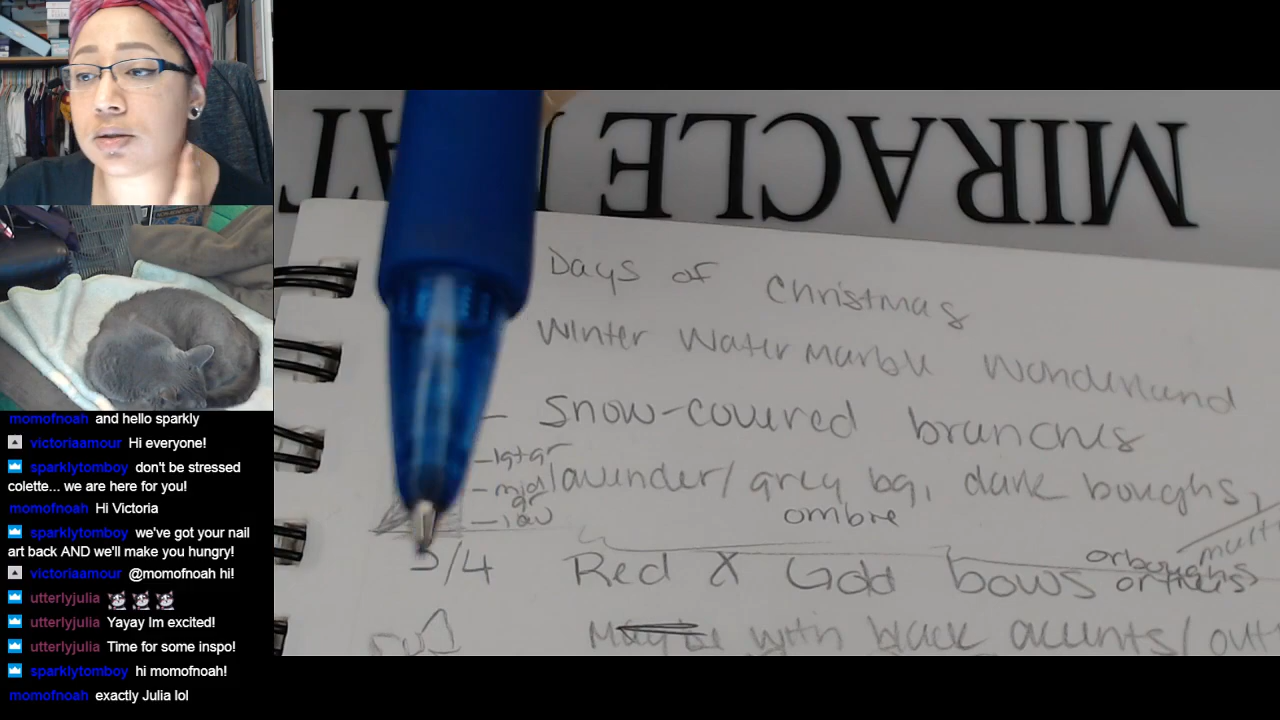 MIRACLE
Days of Christmas
Winter Watermarble Wonderland
- Snow-covered branches
lavender/grey bg, dark boughs,
ombre
- lav
3/4 Red & Gold bows
with black accents/
momofnoah and hello sparkly
victoriaamour Hi everyone!
sparklytomboy don't be stressed
colette... we are here for you!
momofnoah Hi Victoria
sparklytomboy we've got your nail
art back AND we'll make you hungry!
victoriaamour @momofnoah hi!
utterlyjulia
utterlyjulia Yayay Im excited!
utterlyjulia Time for some inspo!
sparklytomboy hi momofnoah!
momofnoah exactly Julia lol